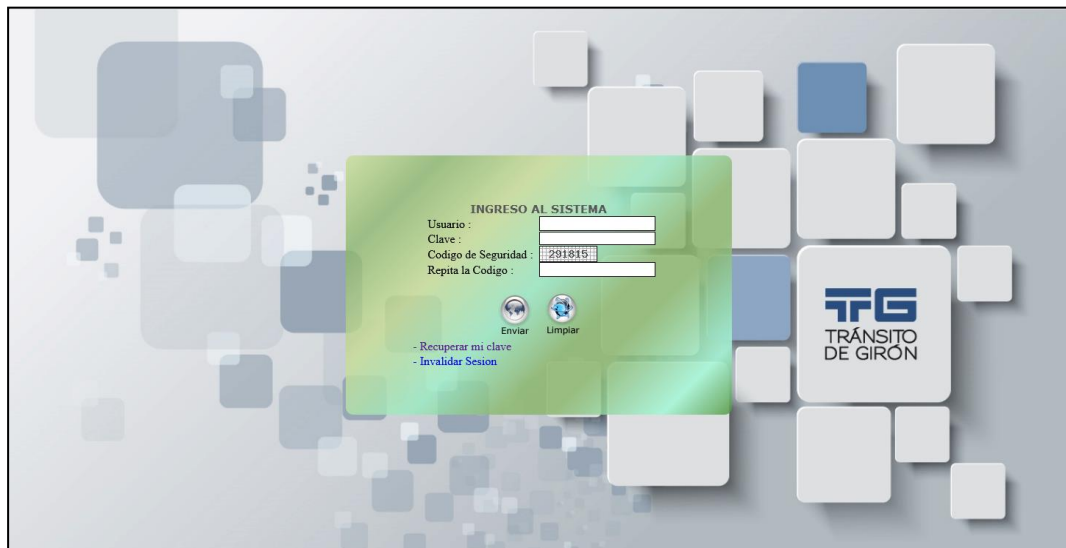 INGRESO AL SISTEMA
Usuario :
Clave :
Codigo de Seguridad : 291815
Repita la Codigo :
Enviar Limpiar
- Recuperar mi clave
- Invalidar Sesion
TG
TRÁNSITO
DE GIRÓN